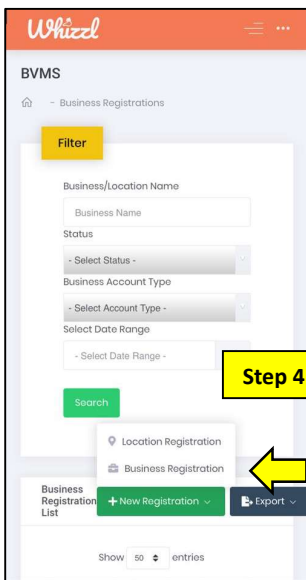 Whizzl
BVMS
- Business Registrations
Filter
Business/Location Name
Business Name
Status
- Select Status -
Business Account Type
- Select Account Type -
Select Date Range
- Select Date Range -
Step 4
Search
Location Registration
Business Registration
Business
Registration
List
+ New Registration
Export
Show 50 entries